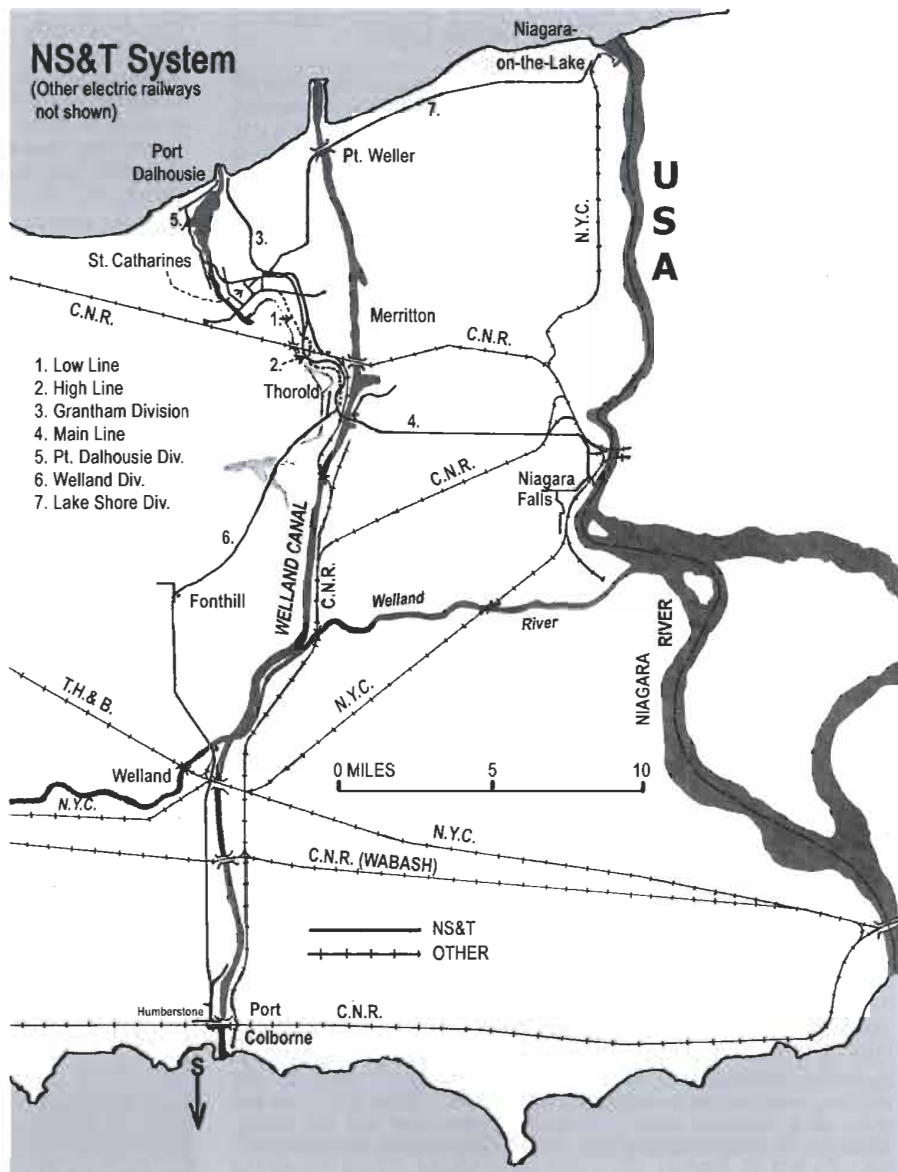 NS&T System
(Other electric railways
not shown)
Niagara-
on-the-Lake
7.
Pt. Weller
Port
Dalhousie
U
S
A
5.
3.
N.Y.C.
St. Catharines
C.N.R.
1.
Merritton
C.N.R.
2.
Thorold
1. Low Line
2. High Line
3. Grantham Division
4. Main Line
5. Pt. Dalhousie Div.
6. Welland Div.
7. Lake Shore Div.
4.
C.N.R.
Niagara
Falls
6.
WELLAND CANAL
C.N.R.
Fonthill
Welland
River
NIAGARA
RIVER
T.H.& B.
N.Y.C.
Welland
0 MILES 5 10
N.Y.C.
N.Y.C.
C.N.R. (WABASH)
NS&T
OTHER
Humberstone
Port
Colborne
C.N.R.
S